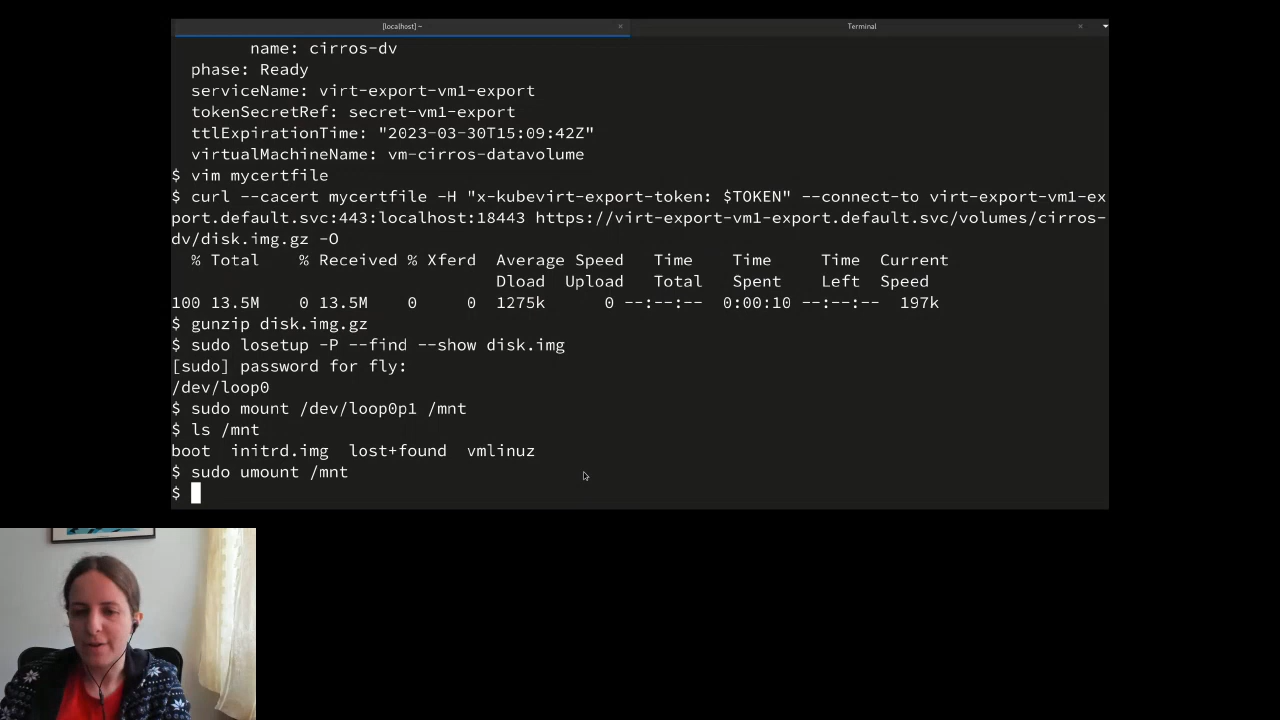 [localhost] ~ × Terminal ×
name: cirros-dv
phase: Ready
serviceName: virt-export-vm1-export
tokenSecretRef: secret-vm1-export
ttlExpirationTime: "2023-03-30T15:09:42Z"
virtualMachineName: vm-cirros-datavolume
$ vim mycertfile
$ curl --cacert mycertfile -H "x-kubevirt-export-token: $TOKEN" --connect-to virt-export-vm1-ex
port.default.svc:443:localhost:18443 https://virt-export-vm1-export.default.svc/volumes/cirros-
dv/disk.img.gz -O
% Total % Received % Xferd Average Speed Time Time Time Current
Dload Upload Total Spent Left Speed
100 13.5M 0 13.5M 0 0 1275k 0 --:--:-- 0:00:10 --:--:-- 197k
$ gunzip disk.img.gz
$ sudo losetup -P --find --show disk.img
[sudo] password for fly:
/dev/loop0
$ sudo mount /dev/loop0p1 /mnt
$ ls /mnt
boot initrd.img lost+found vmlinuz
$ sudo umount /mnt
$